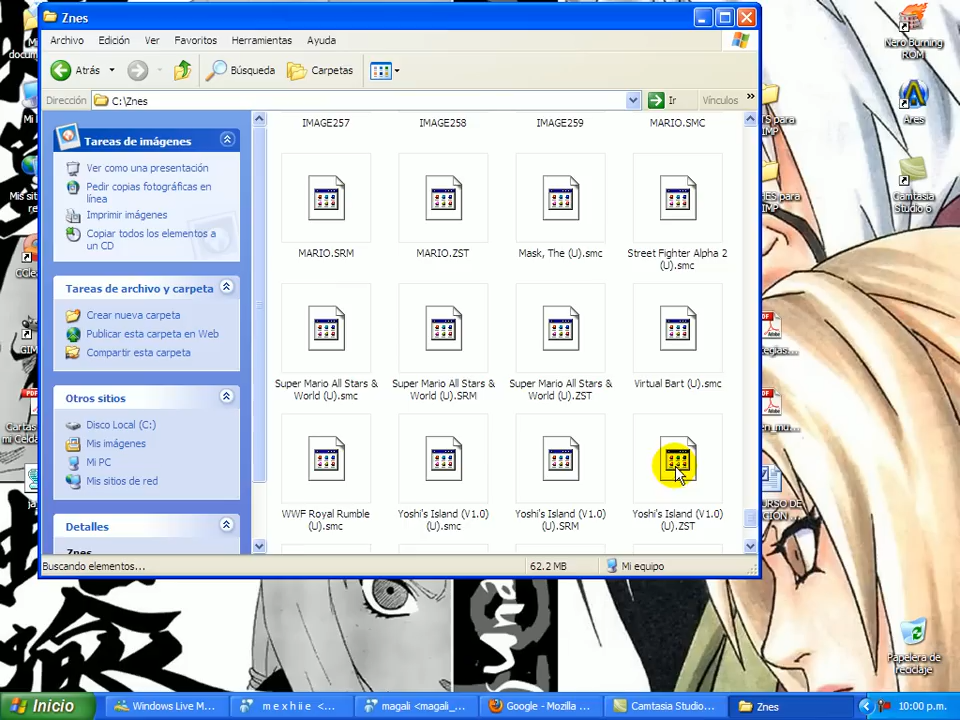 Znes
Archivo Edición Ver Favoritos Herramientas Ayuda
Atrás Búsqueda Carpetas
Dirección C:\Znes Ir Vínculos »
Tareas de imágenes
Ver como una presentación
Pedir copias fotográficas en
línea
Imprimir imágenes
Copiar todos los elementos a
un CD
Tareas de archivo y carpeta
Crear nueva carpeta
Publicar esta carpeta en Web
Compartir esta carpeta
Otros sitios
Disco Local (C:)
Mis imágenes
Mi PC
Mis sitios de red
Detalles
Znes
IMAGE257 IMAGE258 IMAGE259 MARIO.SMC
MARIO.SRM MARIO.ZST Mask, The (U).smc Street Fighter Alpha 2
(U).smc
Super Mario All Stars &
World (U).smc
Super Mario All Stars &
World (U).SRM
Super Mario All Stars &
World (U).ZST
Virtual Bart (U).smc
WWF Royal Rumble
(U).smc
Yoshi's Island (V1.0)
(U).smc
Yoshi's Island (V1.0)
(U).SRM
Yoshi's Island (V1.0)
(U).ZST
Buscando elementos... 62.2 MB Mi equipo
Nero Burning
ROM
Ares
Camtasia
Studio 6
Papelera de
reciclaje
Inicio Windows Live M... m e x h i i e <... magali <magali_... Google - Mozilla ... Camtasia Studio... Znes 10:00 p.m.